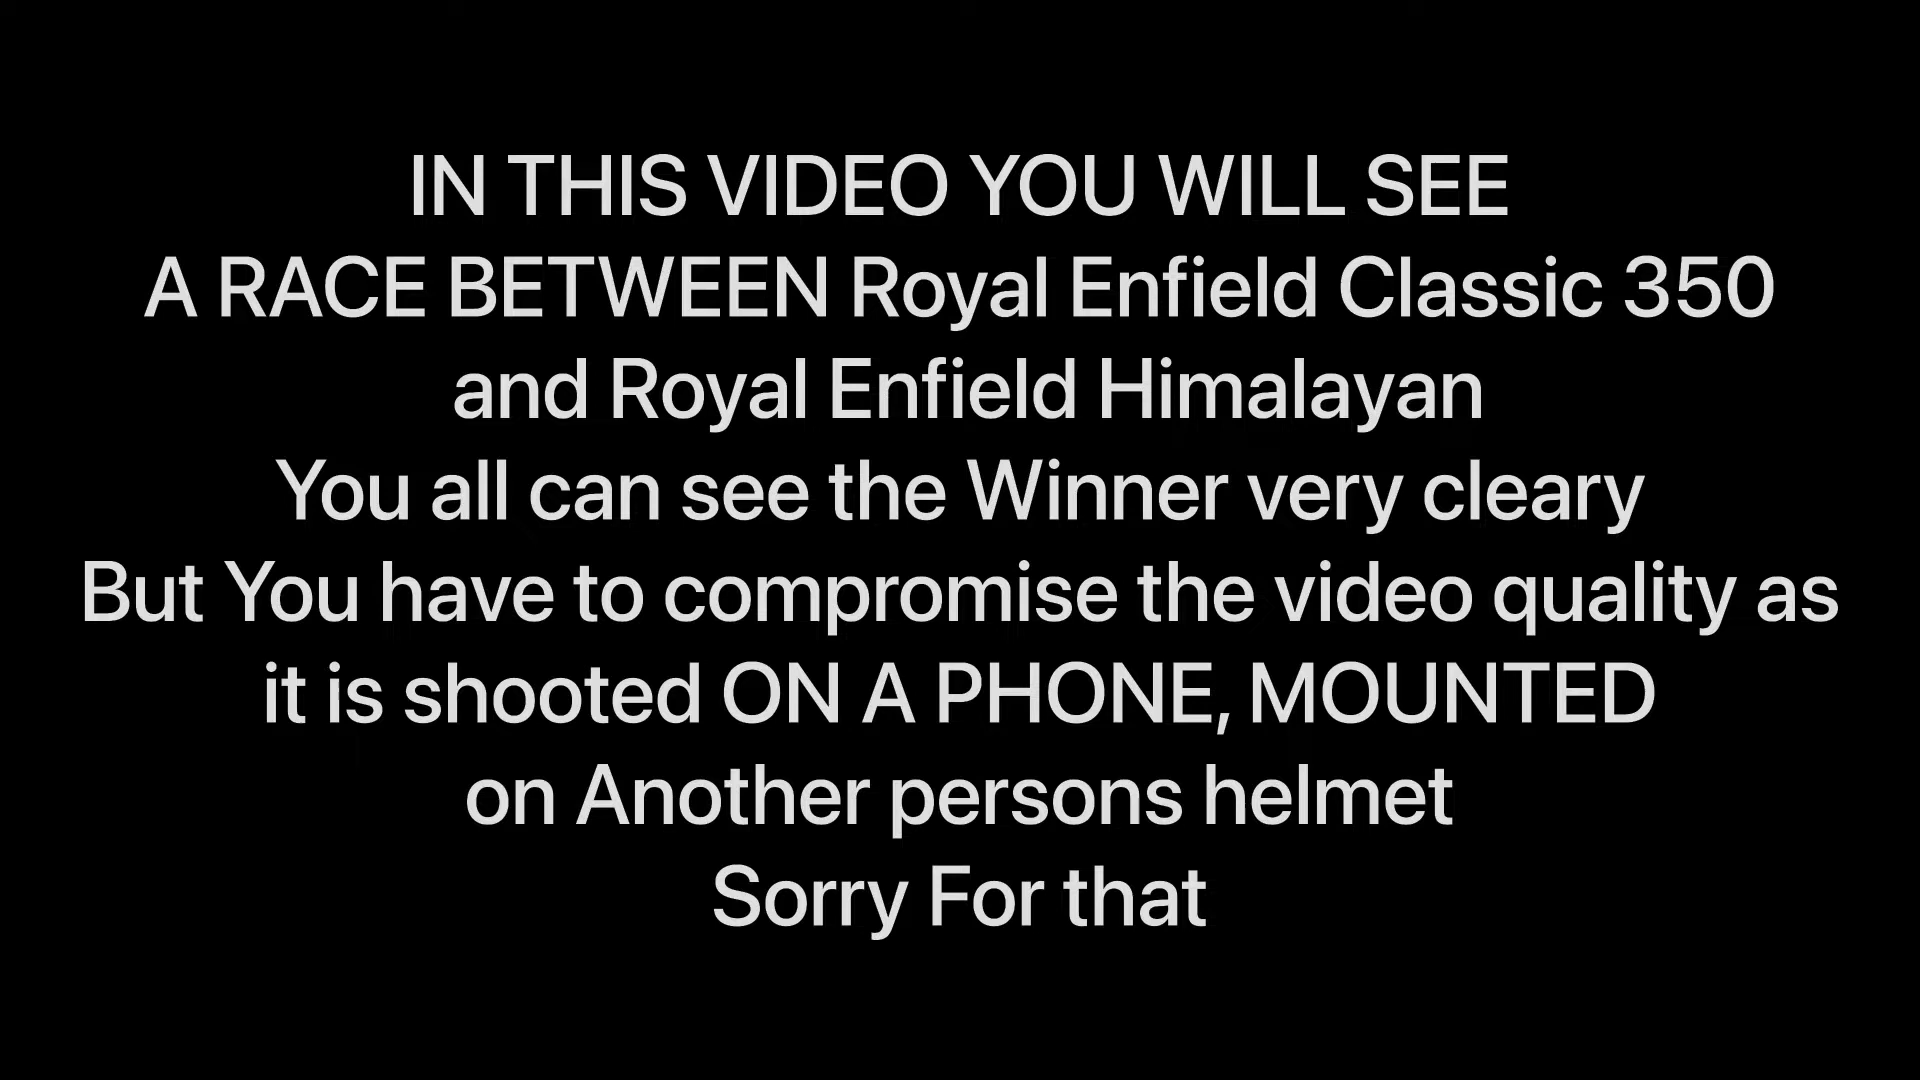 IN THIS VIDEO YOU WILL SEE
A RACE BETWEEN Royal Enfield Classic 350
and Royal Enfield Himalayan
You all can see the Winner very cleary
But You have to compromise the video quality as
it is shooted ON A PHONE, MOUNTED
on Another persons helmet
Sorry For that